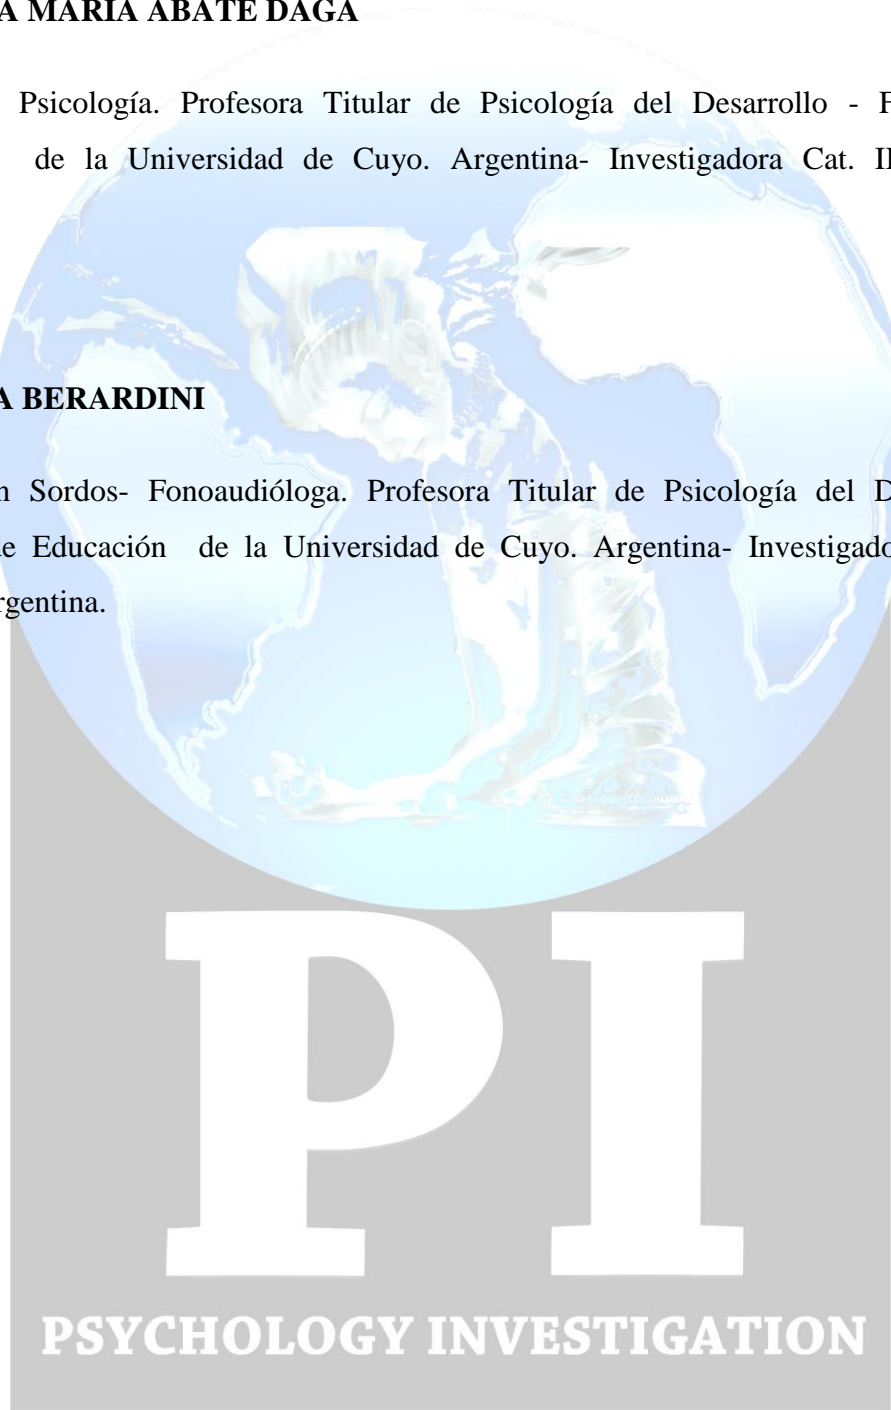 A MARÍA ABATE DAGA
Psicología. Profesora Titular de Psicología del Desarrollo - F
de la Universidad de Cuyo. Argentina- Investigadora Cat. II
A BERARDINI
n Sordos- Fonoaudióloga. Profesora Titular de Psicología del D
e Educación de la Universidad de Cuyo. Argentina- Investigado
rgentina.
PI
PSYCHOLOGY INVESTIGATION